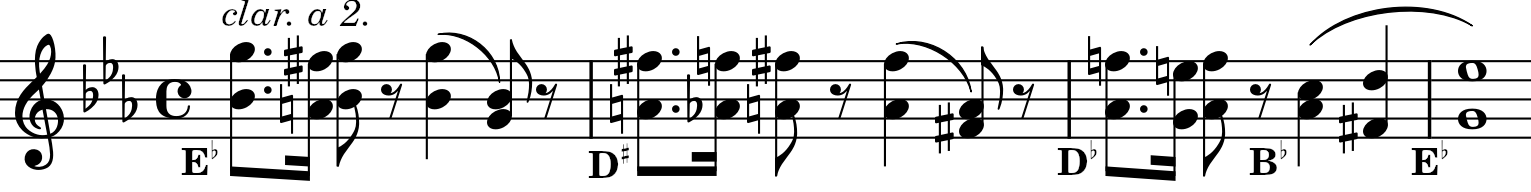 clar. a 2.
E♭ D♯ D♭ B♭ E♭